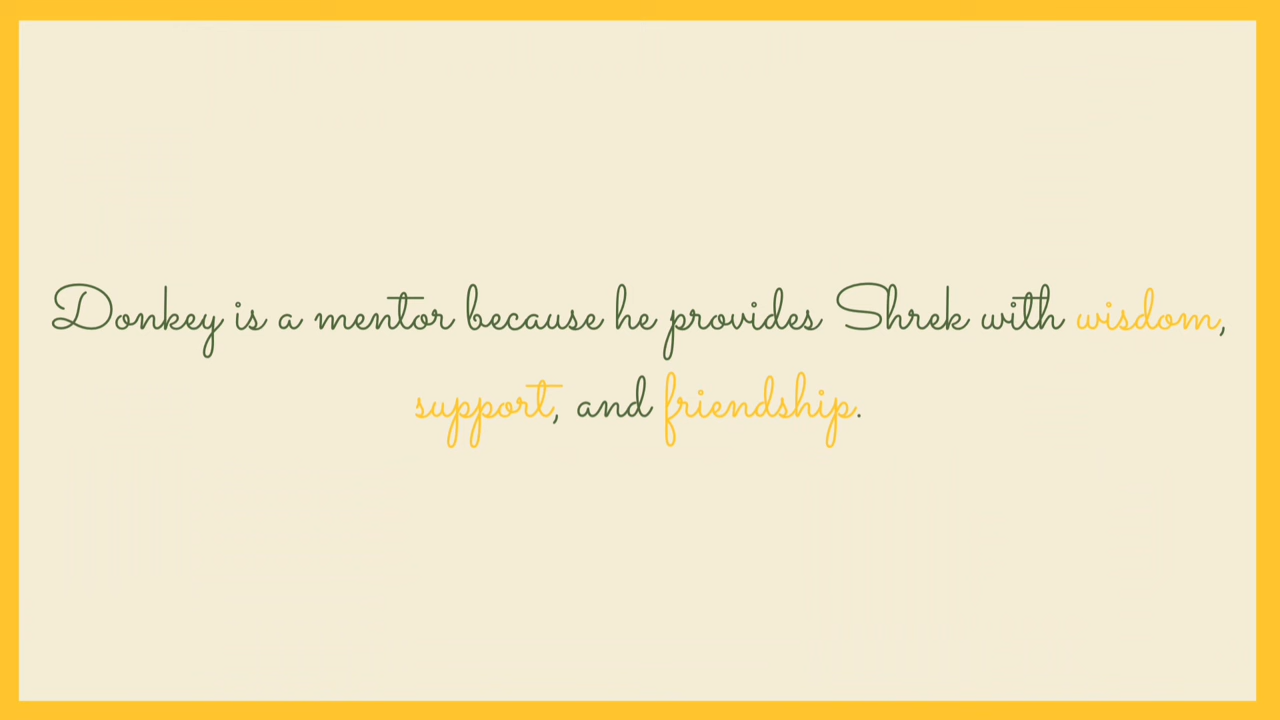 Donkey is a mentor because he provides Shrek with wisdom,
support, and friendship.